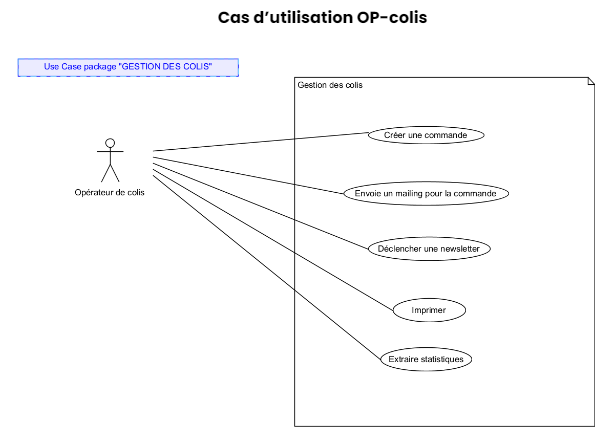 Cas d’utilisation OP-colis
Use Case package "GESTION DES COLIS"
Gestion des colis
Créer une commande
Opérateur de colis
Envoie un mailing pour la commande
Déclencher une newsletter
Imprimer
Extraire statistiques